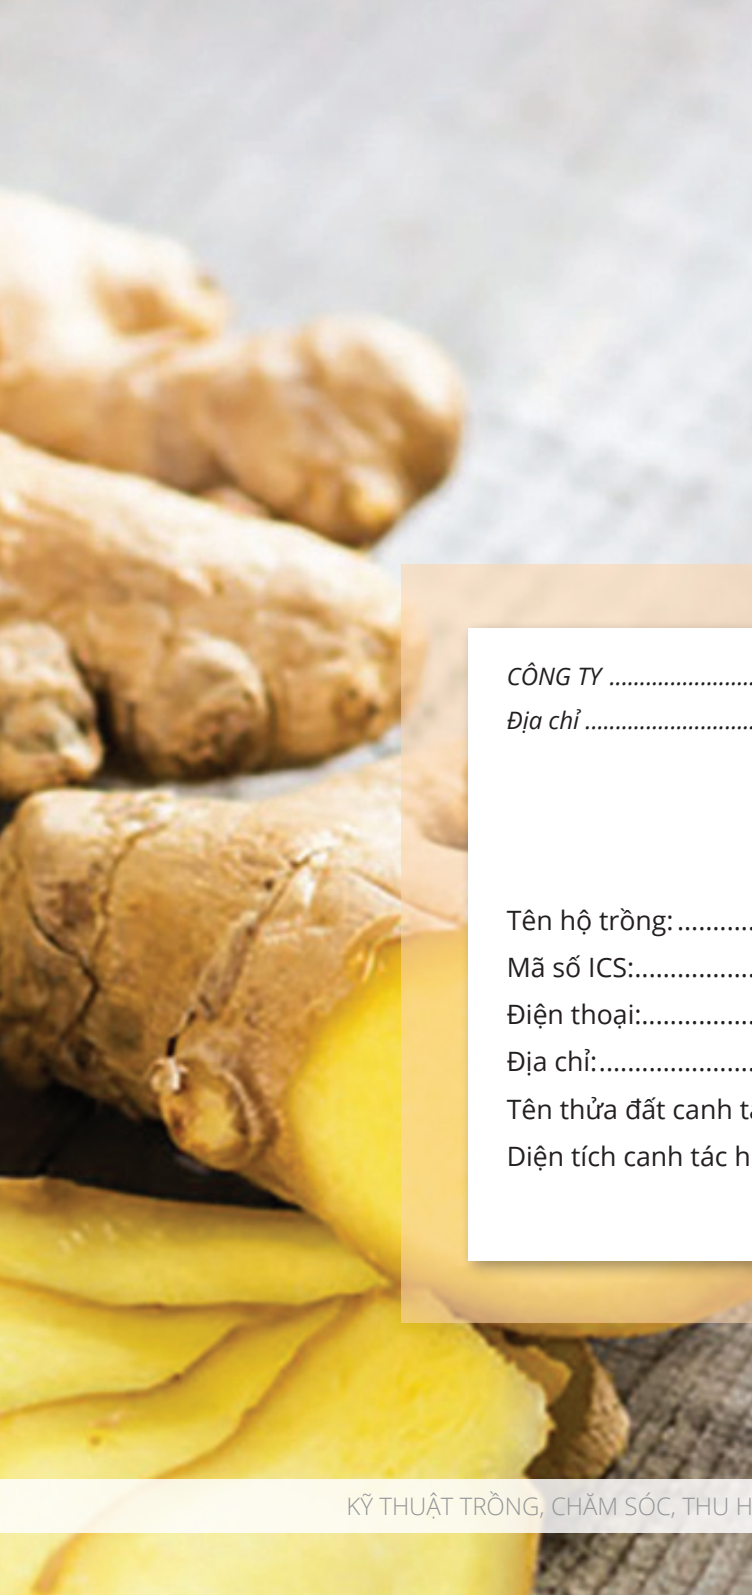 CÔNG TY ........................
Địa chỉ ............................
Tên hộ trồng: ...........
Mã số ICS:.................
Điện thoại:................
Địa chỉ:......................
Tên thửa đất canh t
Diện tích canh tác h
KỸ THUẬT TRỒNG, CHĂM SÓC, THU H